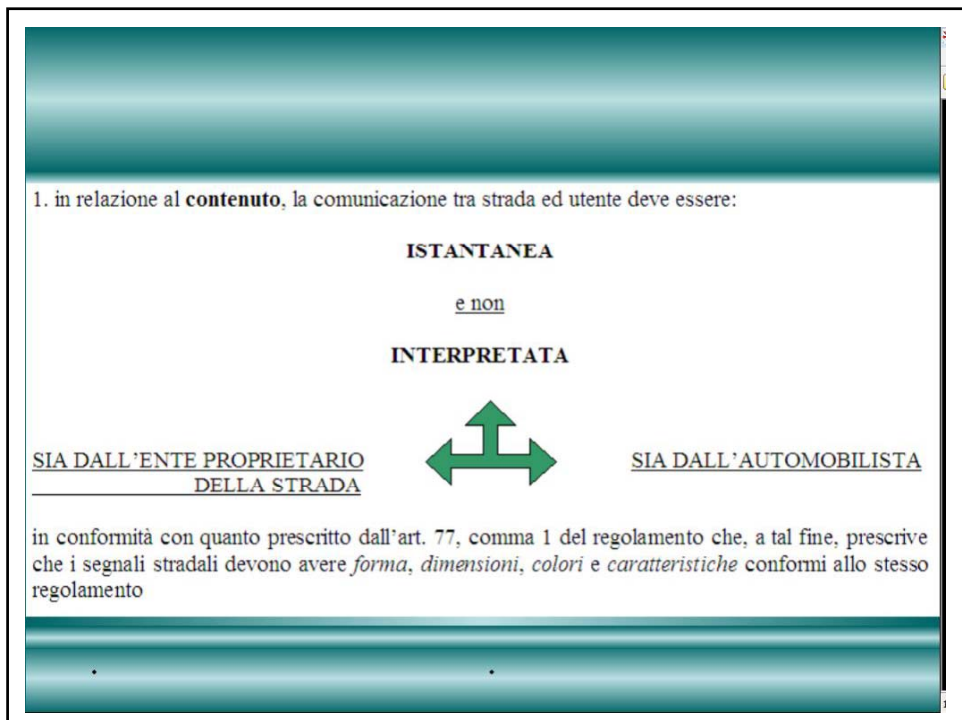 1. in relazione al contenuto, la comunicazione tra strada ed utente deve essere:
ISTANTANEA
e non
INTERPRETATA
SIA DALL'ENTE PROPRIETARIO
DELLA STRADA
SIA DALL'AUTOMOBILISTA
in conformità con quanto prescritto dall'art. 77, comma 1 del regolamento che, a tal fine, prescrive
che i segnali stradali devono avere forma, dimensioni, colori e caratteristiche conformi allo stesso
regolamento